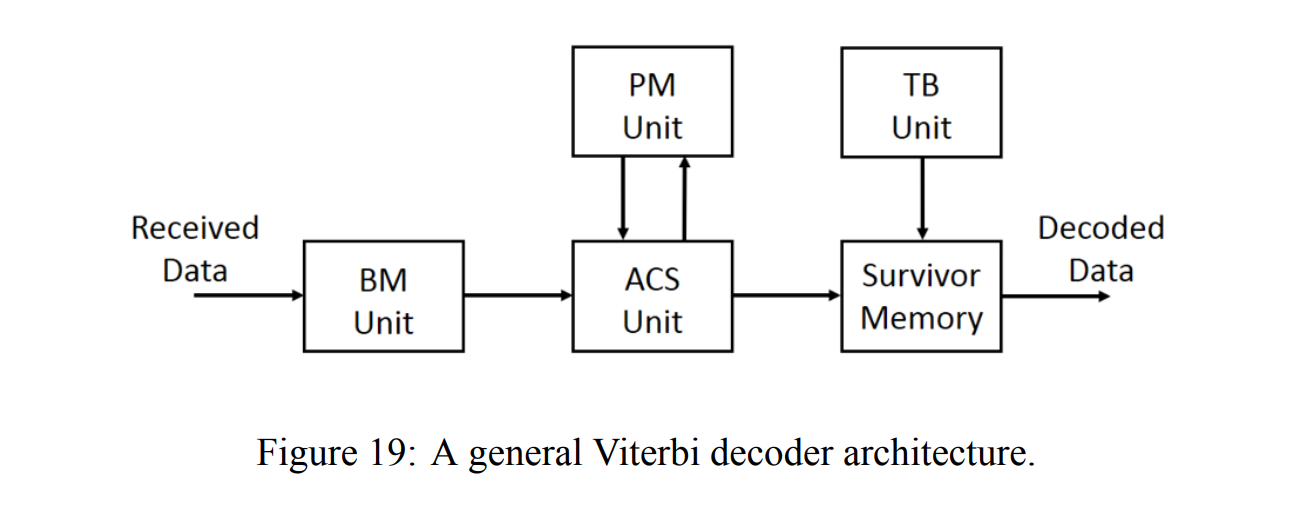 PM
Unit
TB
Unit
Received
Data
BM
Unit
ACS
Unit
Survivor
Memory
Decoded
Data
Figure 19: A general Viterbi decoder architecture.